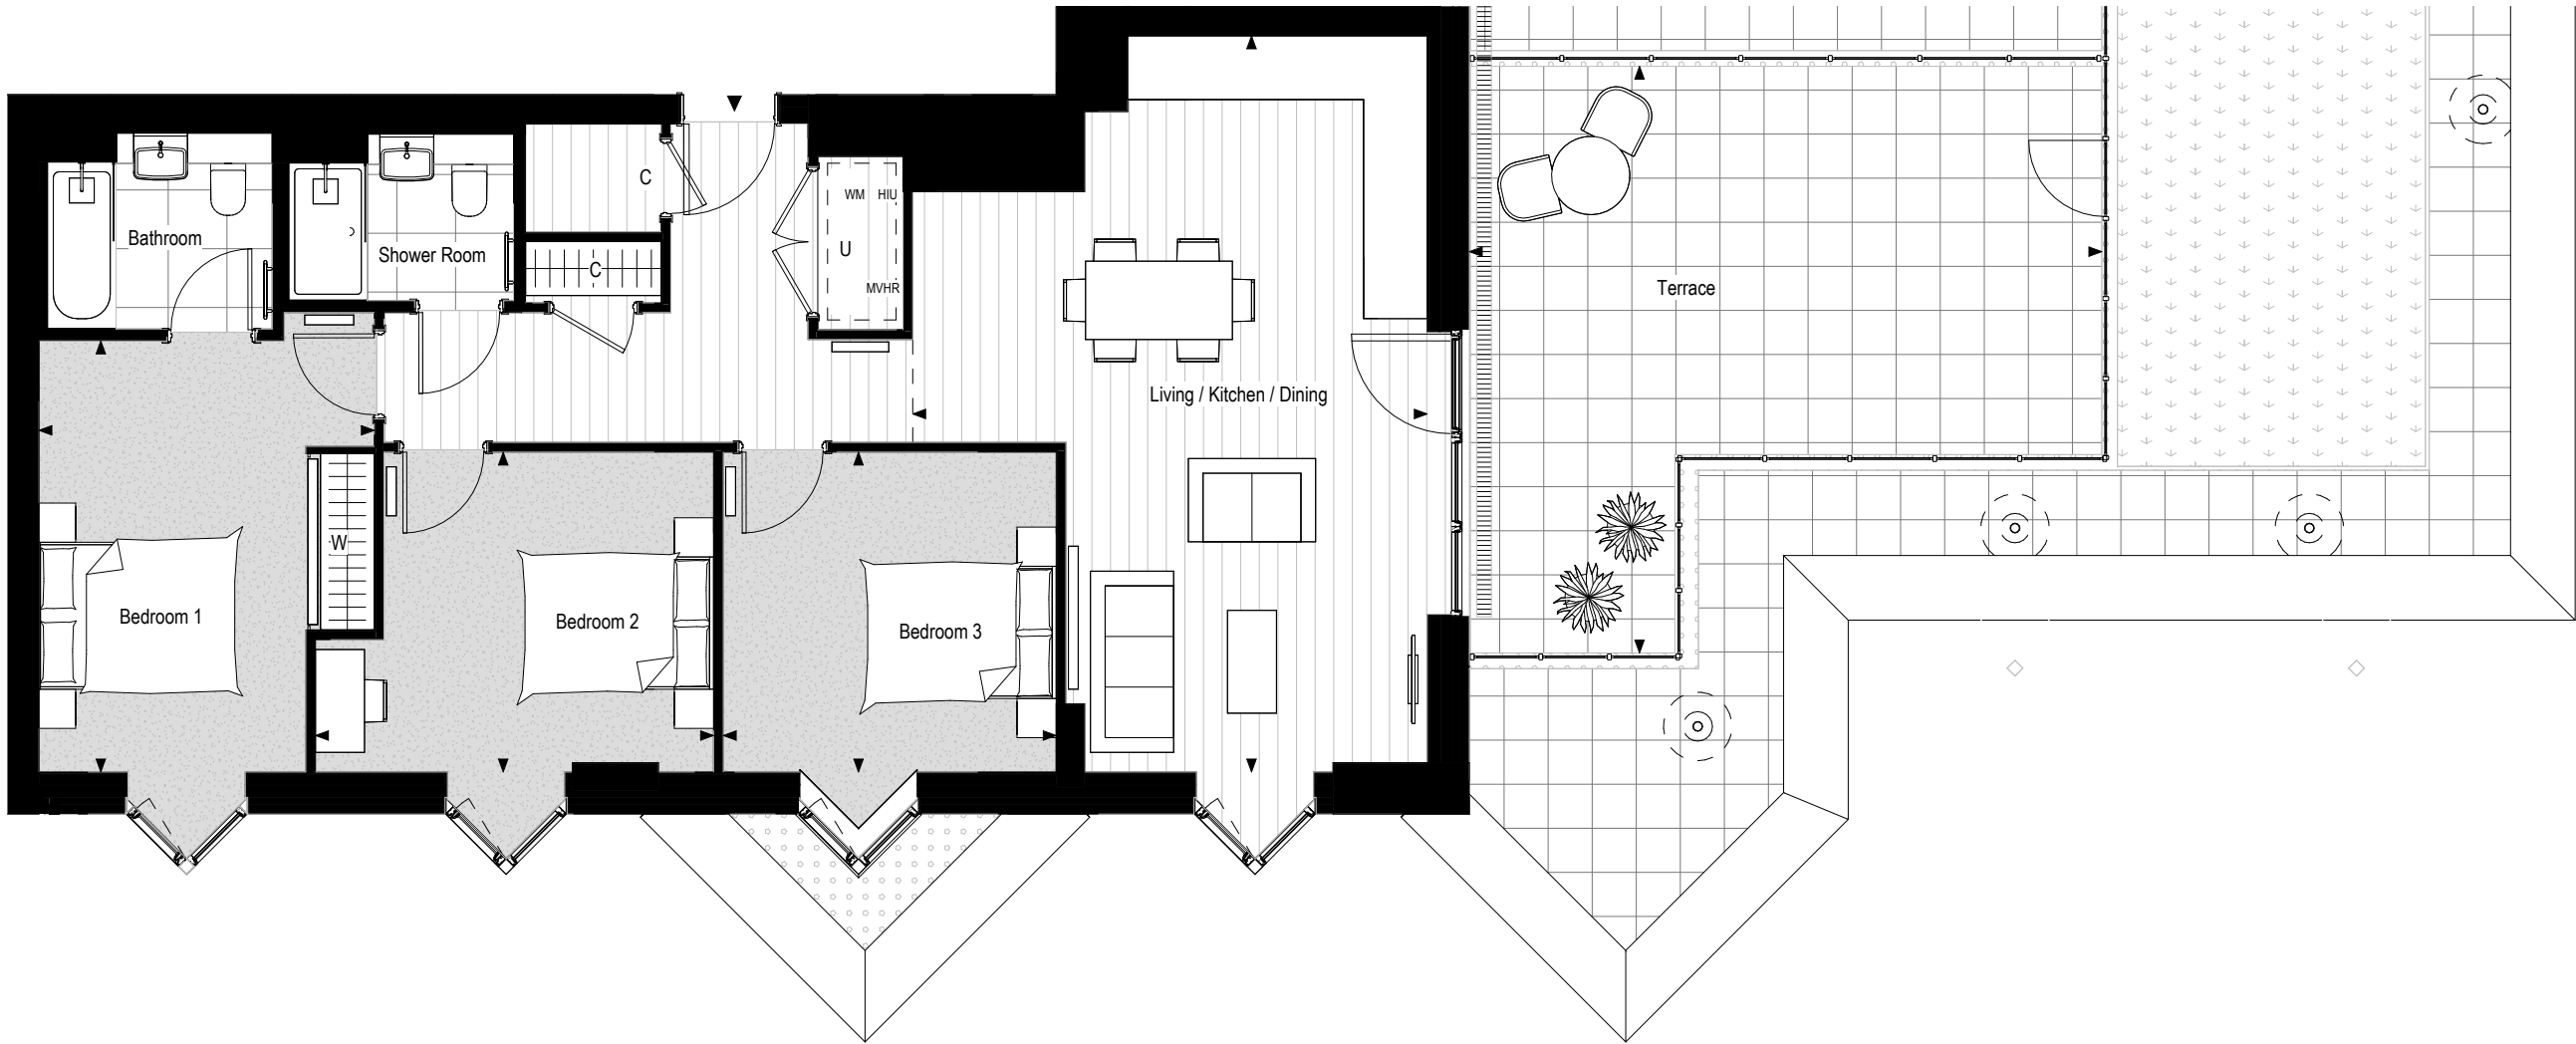 C
WM HIU
Bathroom
U
Shower Room
C
MVHR
Terrace
Living / Kitchen / Dining
W
Bedroom 1
Bedroom 2
Bedroom 3